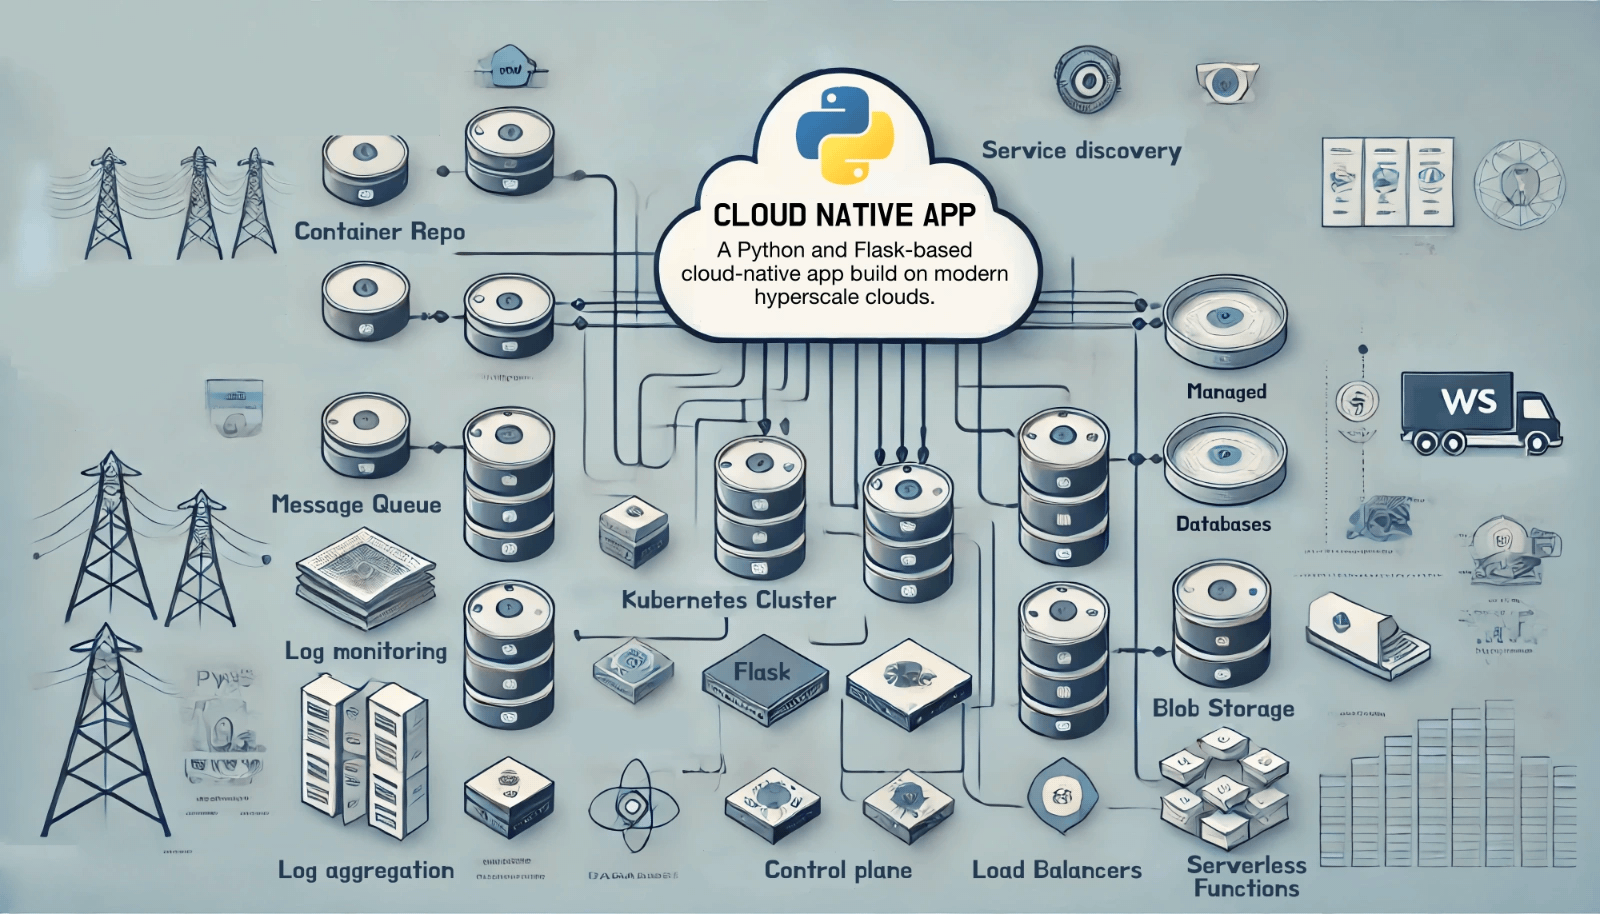 Service discovery
CLOUD NATIVE APP
A Python and Flask-based
cloud-native app build on modern
hyperscale clouds.
Container Repo
Managed
WS
Message Queue
Databases
Kubernetes Cluster
Log monitoring
Flask
Blob Storage
Log aggregation
Control plane
Load Balancers
Serverless
Functions